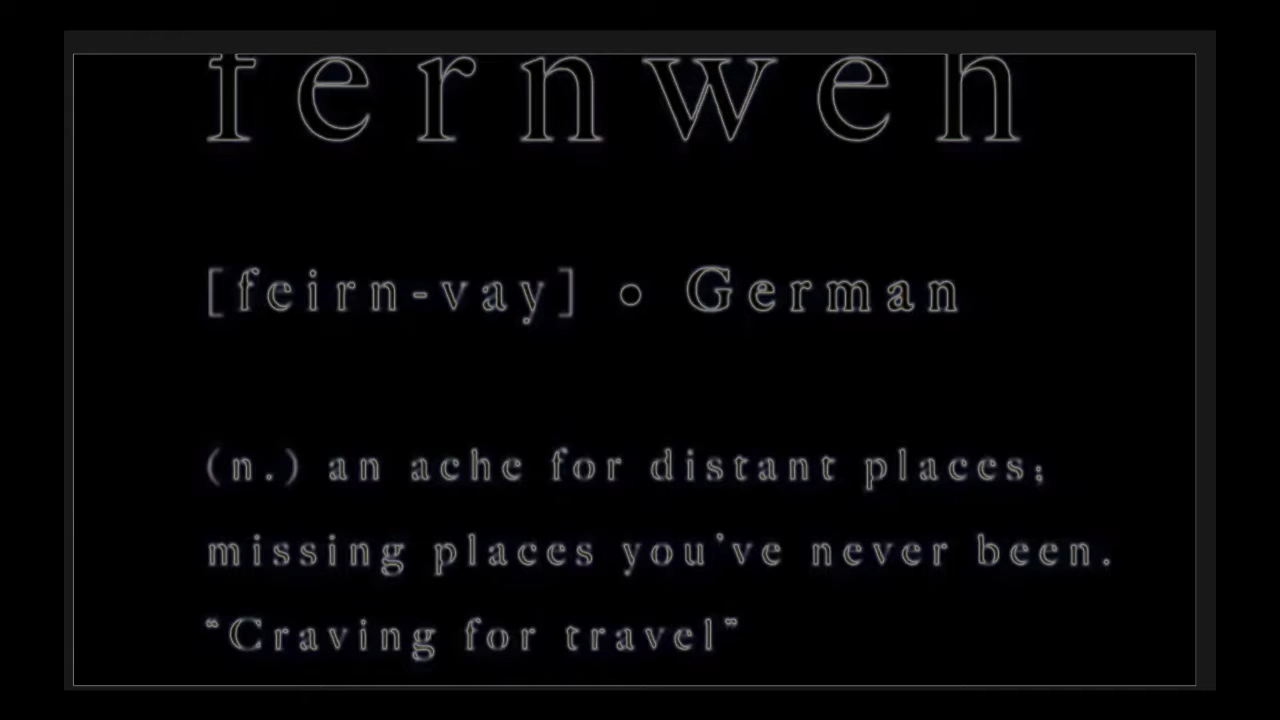 fernweh
[feirn-vay] • German
(n.) an ache for distant places;
missing places you've never been.
“Craving for travel”